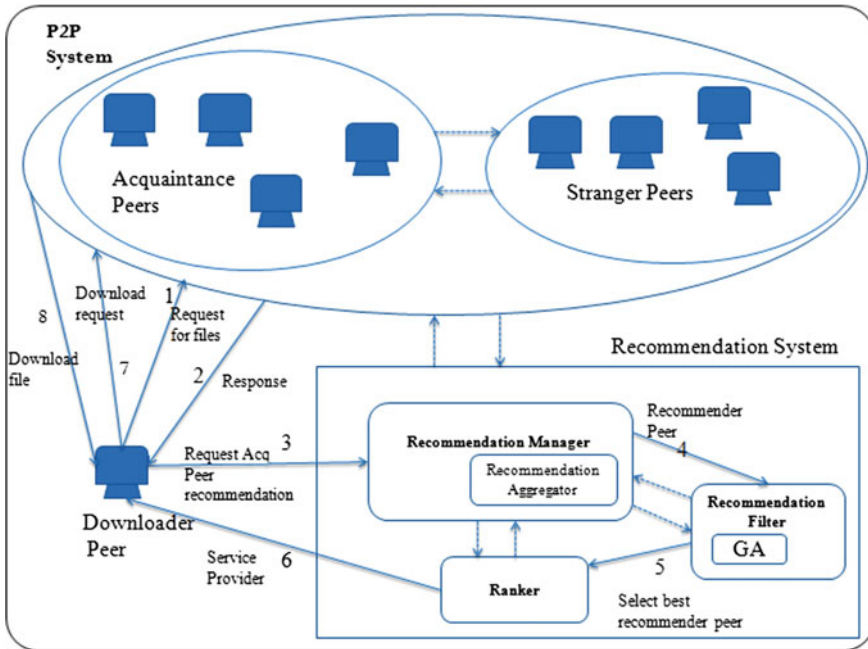 P2P
System
Acquaintance
Peers
Stranger Peers
8
Download
file
Download
request
7
1
Request
for files
2
Response
Recommendation System
3
Request Acq
Peer
recommendation
Downloader
Peer
Recommendation Manager
Recommendation
Aggregator
Recommender
Peer
4
Recommendation
Filter
GA
6
Service
Provider
Ranker
5
Select best
recommender peer